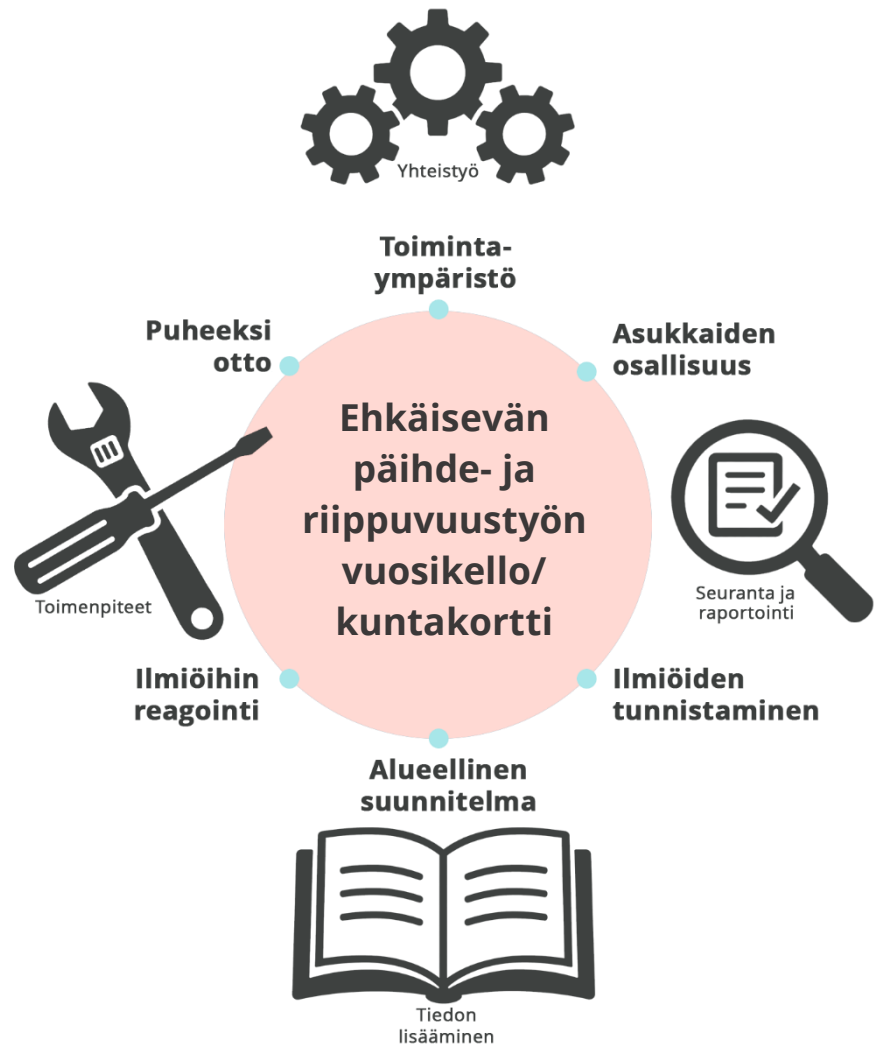 Yhteistyö
Toiminta-
ympäristö
Puheeksi
otto
Asukkaiden
osallisuus
Ehkäisevän
päihde- ja
riippuvuustyön
vuosikello/
kuntakortti
Toimenpiteet
Seuranta ja
raportointi
Ilmiöihin
reagointi
Ilmiöiden
tunnistaminen
Alueellinen
suunnitelma
Tiedon
lisääminen